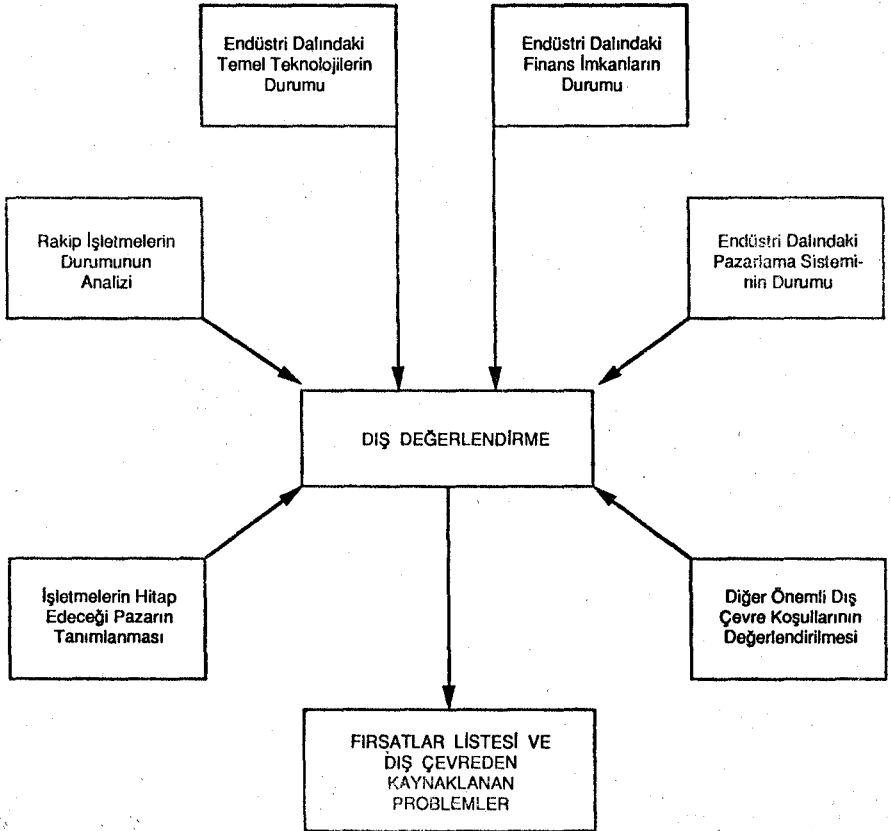 Endüstri Dalındaki
Temel Teknolojilerin
Durumu
Endüstri Dalındaki
Finans İmkanların
Durumu
Rakip İşletmelerin
Durumunun
Analizi
Endüstri Dalındaki
Pazarlama Sistemi-
nin Durumu
DIŞ DEĞERLENDİRME
İşletmelerin Hitap
Edeceği Pazarın
Tanımlanması
Diğer Önemli Dış
Çevre Koşullarının
Değerlendirilmesi
FIRSATLAR LİSTESİ VE
DIŞ ÇEVREDEN
KAYNAKLANAN
PROBLEMLER